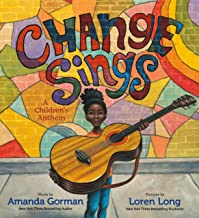 CHANGE
Sings
A
Children's
Anthem
Words by
Amanda Gorman
New York Times Bestselling Author
Pictures by
Loren Long
New York Times Bestselling Illustrator